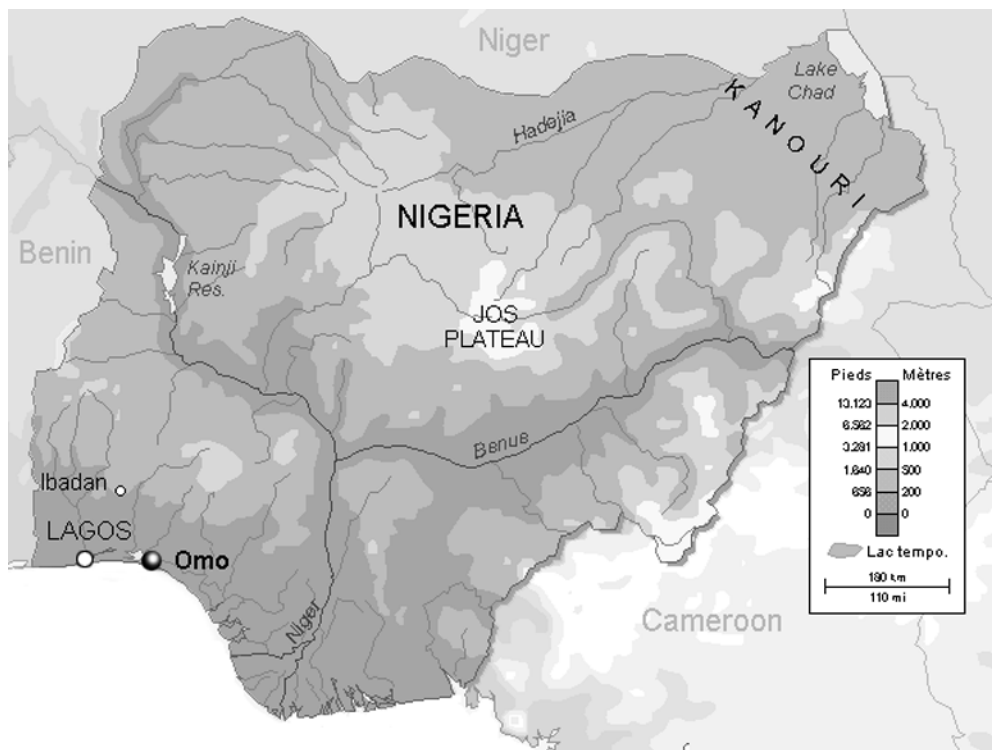 Niger
Lake
Chad
KANOURI
Hadejia
NIGERIA
Benin
Kainji
Res.
JOS
PLATEAU
Benue
Ibadan
LAGOS
Omo
Niger
Cameroon
Pieds Mètres
13.123 4.000
6.562 2.000
3.281 1.000
1.640 500
656 200
0 0
Lac tempo.
180 km
110 mi